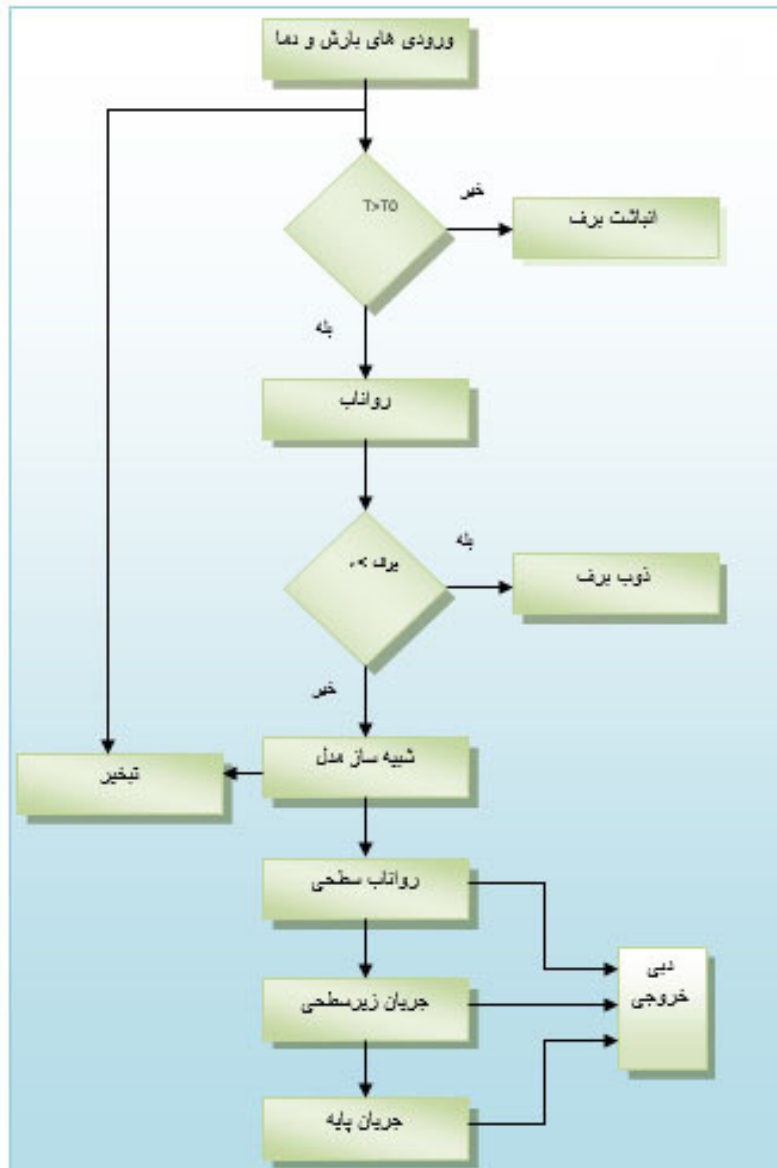 ورودی های بارش و دما
T>T0
خیر
انباشت برف
بله
رواناب
برف >۰
بله
ذوب برف
خیر
شبیه ساز مدل
تبخیر
رواناب سطحی
دبی
خروجی
جریان زیرسطحی
جریان پایه